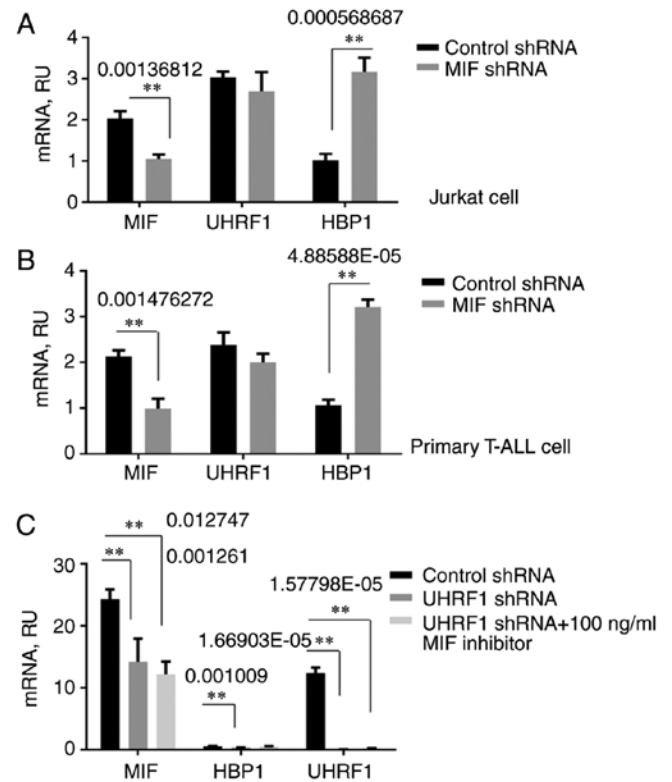 A
0.000568687
0.00136812
**
**
Control shRNA
MIF shRNA
mRNA, RU
4
3
2
1
0
MIF
UHRF1
HBP1
Jurkat cell
B
4.88588E-05
0.001476272
**
**
Control shRNA
MIF shRNA
mRNA, RU
4
3
2
1
0
MIF
UHRF1
HBP1
Primary T-ALL cell
C
0.012747
**
0.001261
**
1.57798E-05
**
1.66903E-05
**
0.001009
**
Control shRNA
UHRF1 shRNA
UHRF1 shRNA+100 ng/ml
MIF inhibitor
mRNA, RU
30
20
10
0
MIF
HBP1
UHRF1